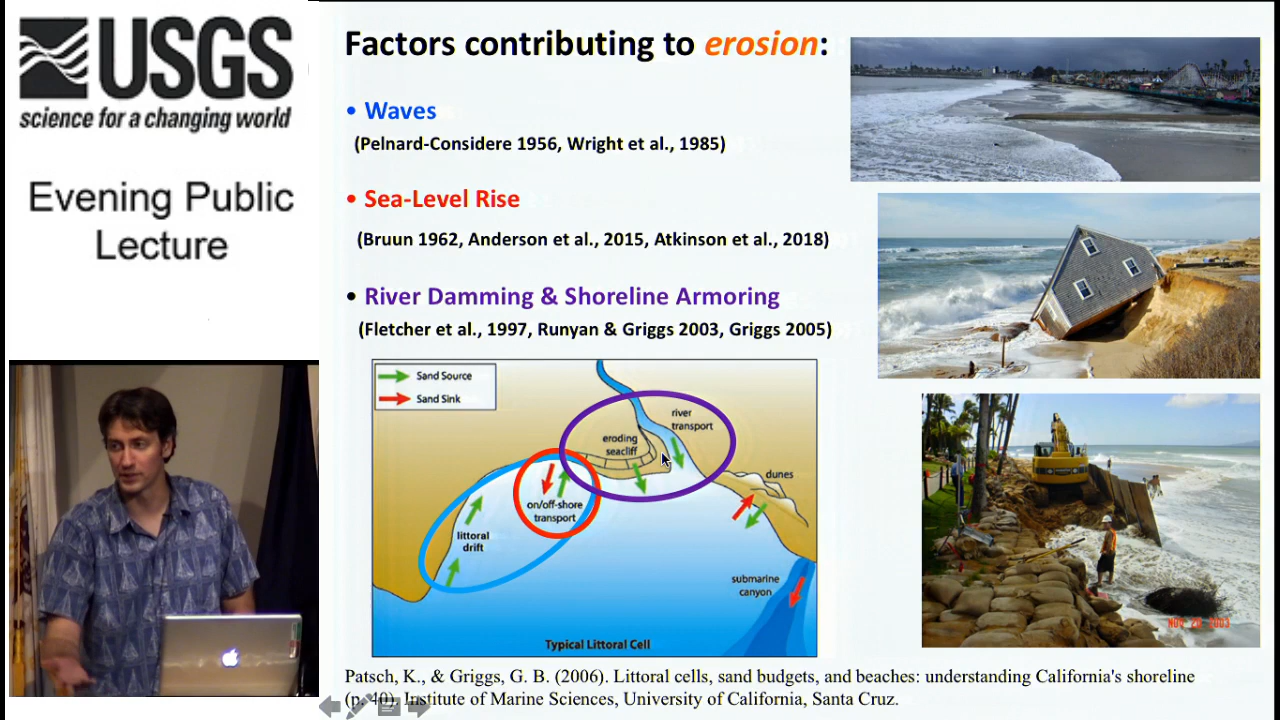 USGS
science for a changing world
Evening Public
Lecture
Factors contributing to erosion:
• Waves
(Pelnard-Considere 1956, Wright et al., 1985)
• Sea-Level Rise
(Bruun 1962, Anderson et al., 2015, Atkinson et al., 2018)
• River Damming & Shoreline Armoring
(Fletcher et al., 1997, Runyan & Griggs 2003, Griggs 2005)
Sand Source
Sand Sink
river
transport
eroding
seacliff
dunes
on/off-shore
transport
littoral
drift
submarine
canyon
Typical Littoral Cell
NOV 20 2003
Patsch, K., & Griggs, G. B. (2006). Littoral cells, sand budgets, and beaches: understanding California's shoreline
(p. 40). Institute of Marine Sciences, University of California, Santa Cruz.